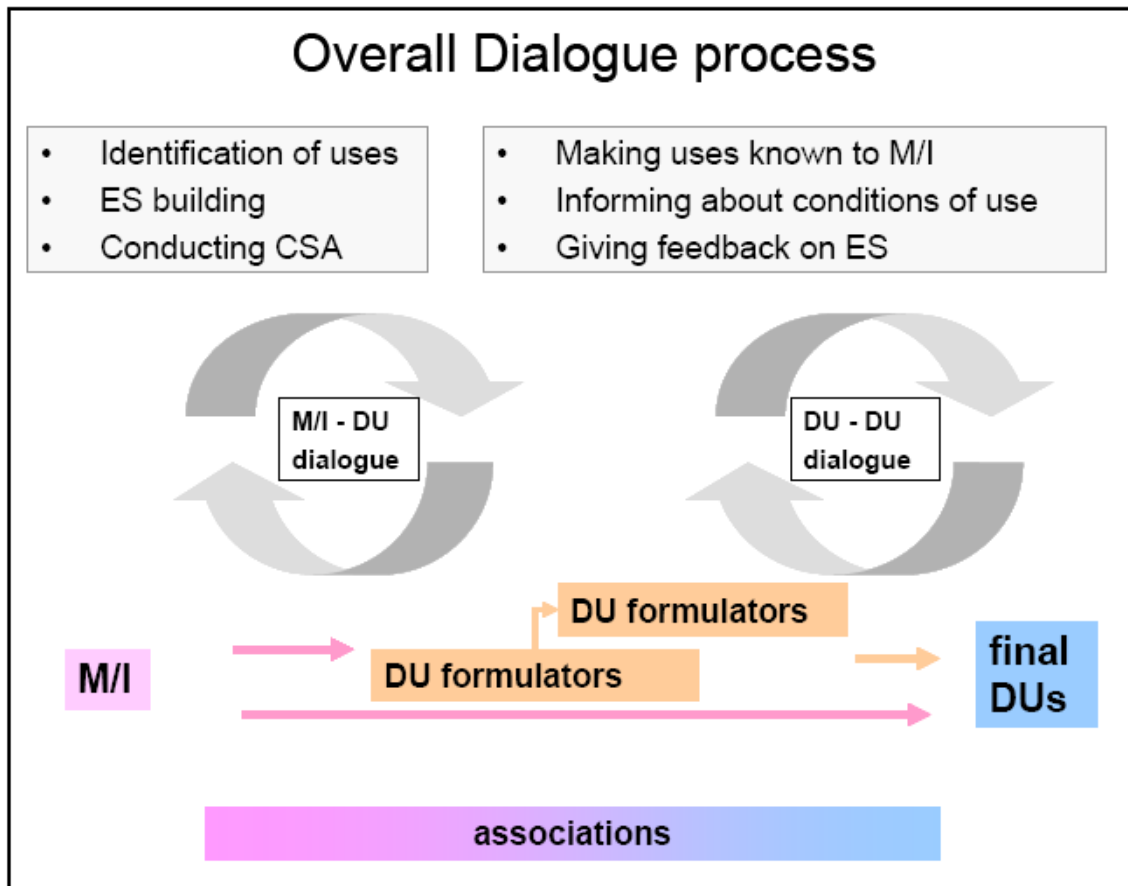 Overall Dialogue process
• Identification of uses
• ES building
• Conducting CSA
• Making uses known to M/I
• Informing about conditions of use
• Giving feedback on ES
M/I - DU
dialogue
DU - DU
dialogue
DU formulators
M/I
DU formulators
final
DUs
associations